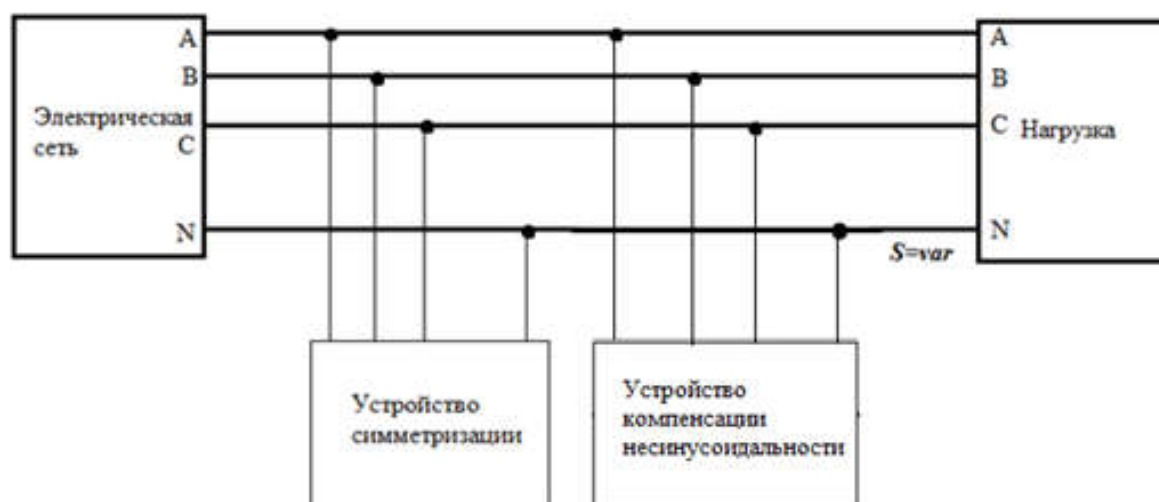 A
B
Электрическая
сеть
C
N
A
B
C
Нагрузка
N
S=var
Устройство
симметризации
Устройство
компенсации
несинусоидальности